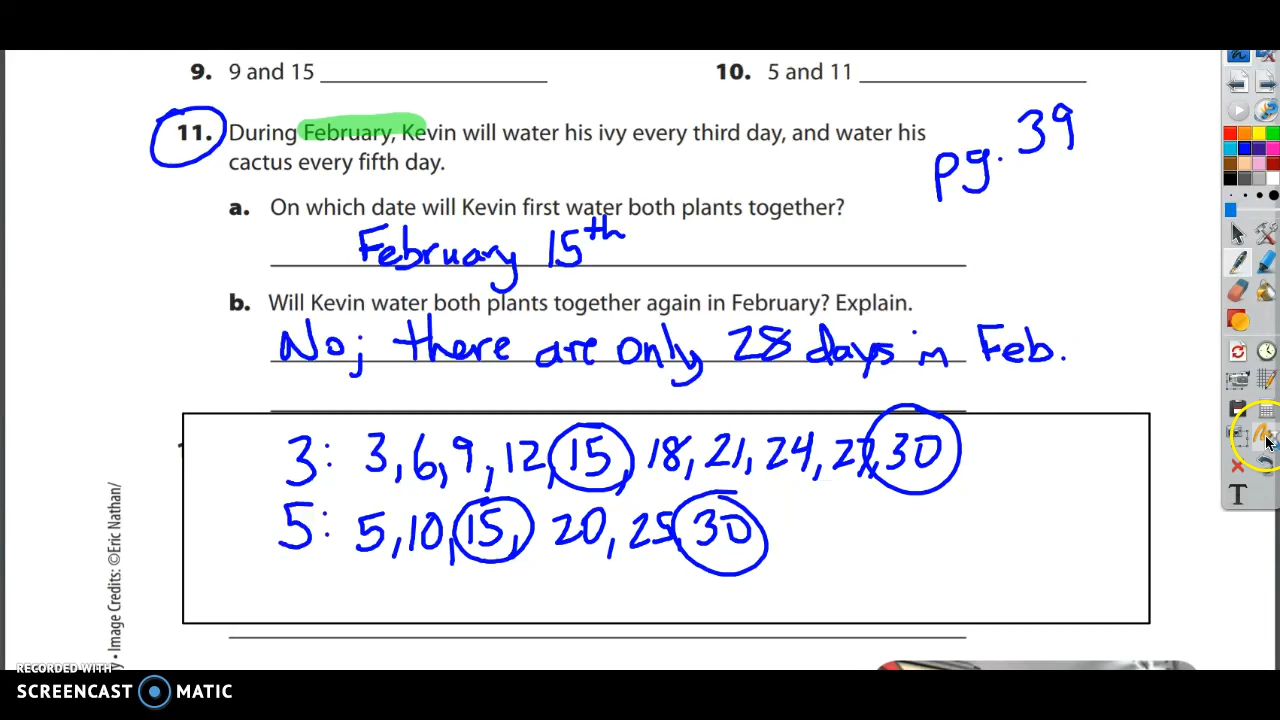 9. 9 and 15
10. 5 and 11
11. During February, Kevin will water his ivy every third day, and water his
cactus every fifth day.
pg. 39
a. On which date will Kevin first water both plants together?
February 15th
b. Will Kevin water both plants together again in February? Explain.
No; there are only 28 days in Feb.
3: 3, 6, 9, 12, 15, 18, 21, 24, 27, 30
5: 5, 10, 15, 20, 25, 30
• Image Credits: ©Eric Nathan/
T
RECORDED WITH
SCREENCAST MATIC